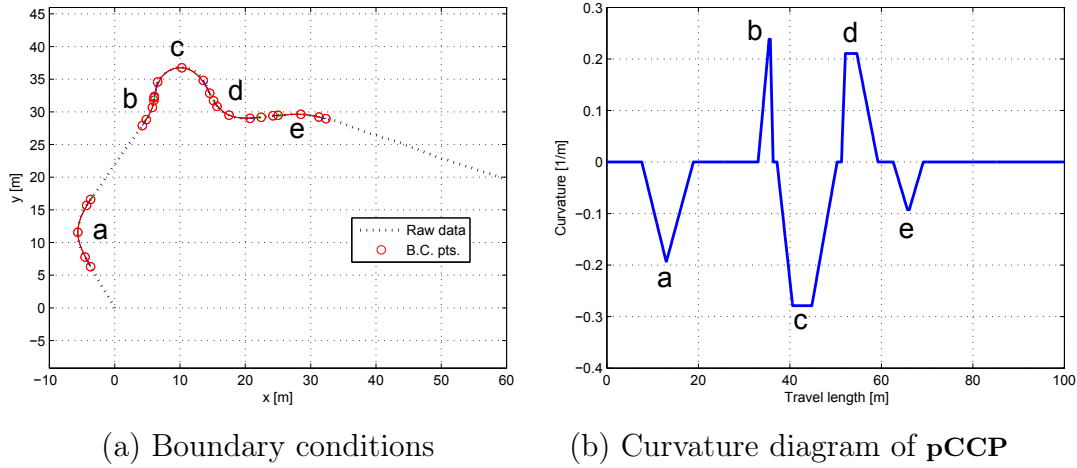 45
40
35
30
25
20
15
10
5
0
−5
−10
0
10
20
30
40
50
60
y [m]
x [m]
a
b
c
d
e
Raw data
B.C. pts.
(a) Boundary conditions
0.3
0.2
0.1
0
−0.1
−0.2
−0.3
−0.4
0
20
40
60
80
100
Curvature [1/m]
Travel length [m]
a
b
c
d
e
(b) Curvature diagram of pCCP